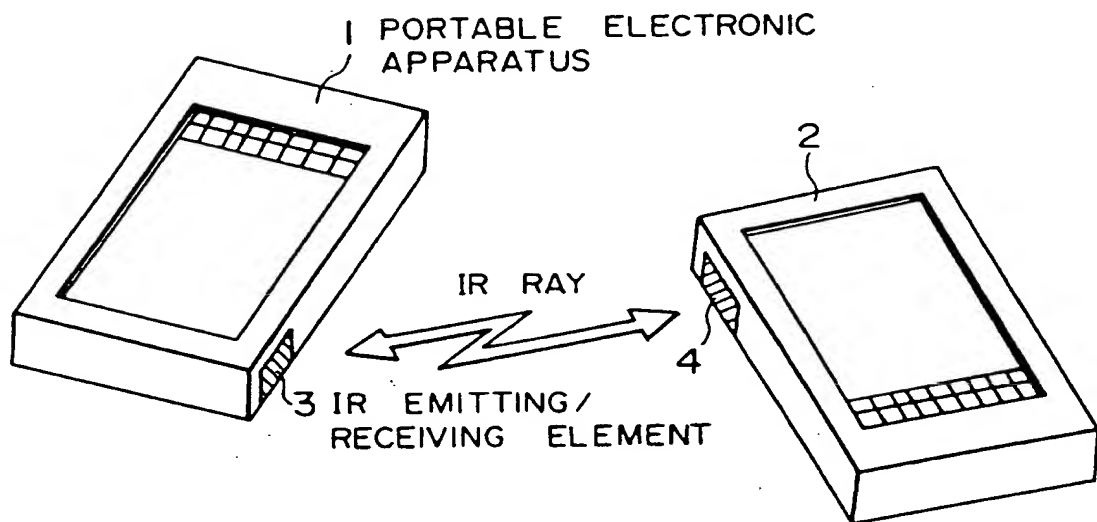 1 PORTABLE ELECTRONIC
APPARATUS
2
IR RAY
4
3 IR EMITTING/
RECEIVING ELEMENT